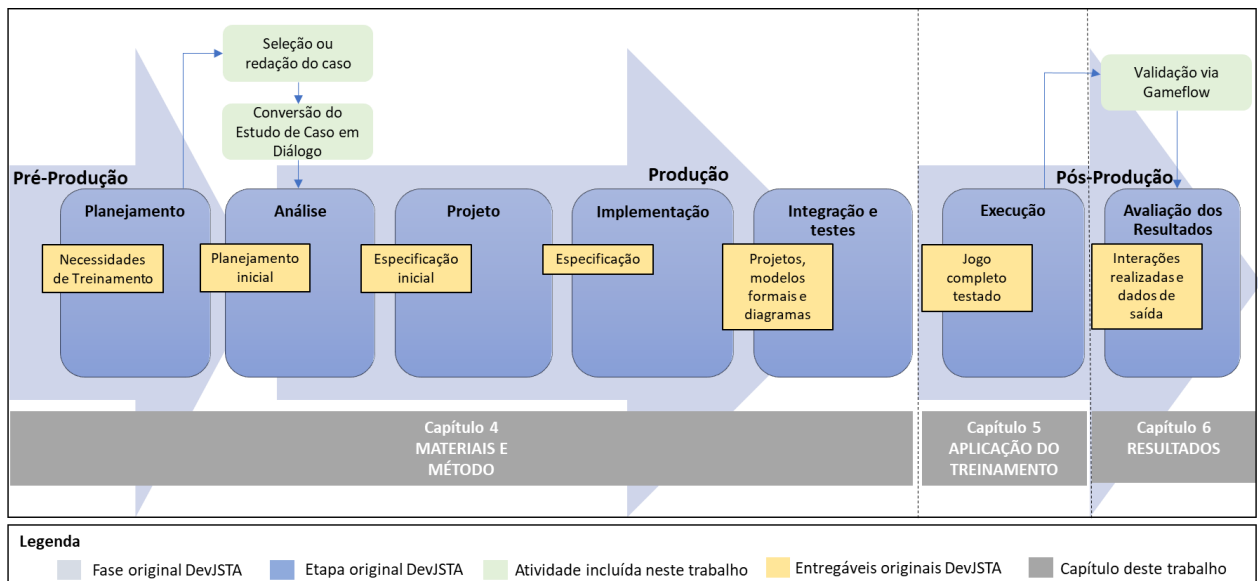 Seleção ou
redação do caso
Conversão do
Estudo de Caso em
Diálogo
Validação via
Gameflow
Pré-Produção
Produção
Pós-Produção
Planejamento
Necessidades
de Treinamento
Análise
Planejamento
inicial
Projeto
Especificação
inicial
Implementação
Especificação
Integração e
testes
Projetos,
modelos
formais e
diagramas
Execução
Jogo
completo
testado
Avaliação dos
Resultados
Interações
realizadas e
dados de
saída
Capítulo 4
MATERIAIS E
MÉTODO
Capítulo 5
APLICAÇÃO DO
TREINAMENTO
Capítulo 6
RESULTADOS
Legenda
Fase original DevJSTA
Etapa original DevJSTA
Atividade incluída neste trabalho
Entregáveis originais DevJSTA
Capítulo deste trabalho